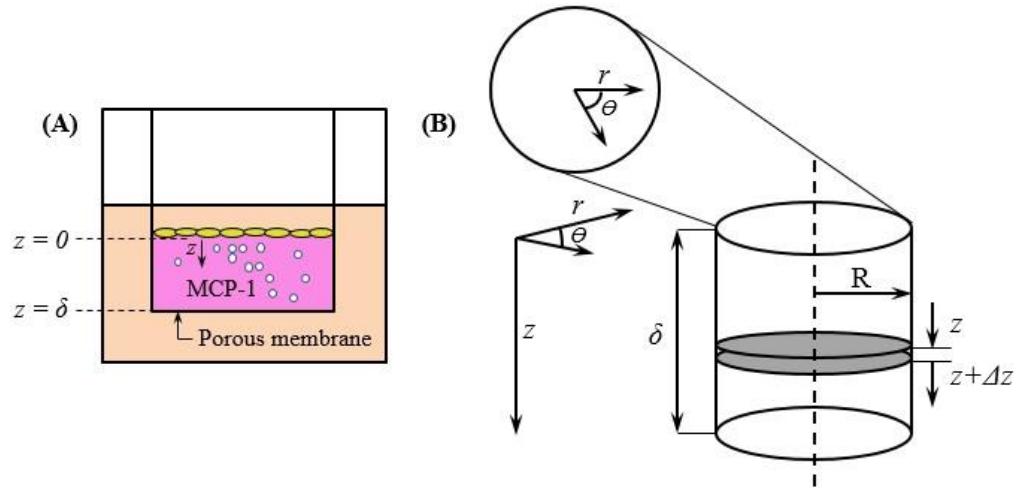 (A)
z = 0
z
MCP-1
z = δ
Porous membrane
(B)
r
θ
r
θ
z
δ
R
z
z+Δz